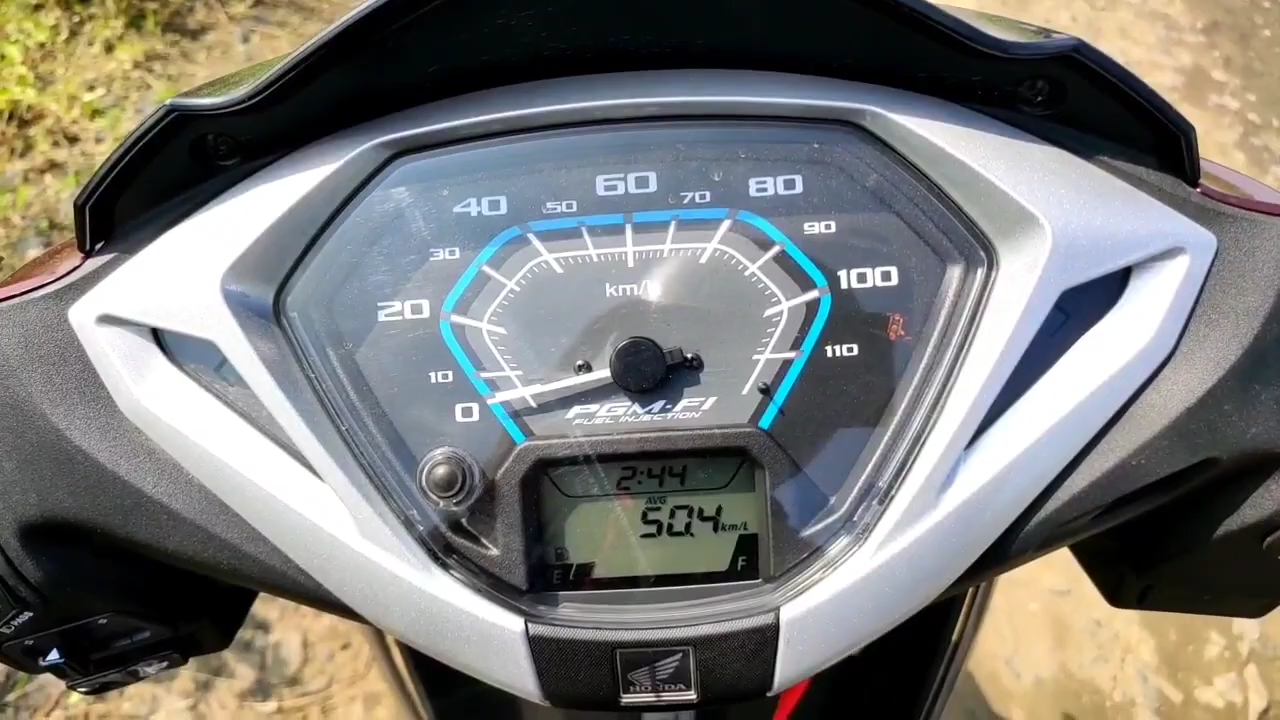 60
80
40
50
70
30
90
20
100
km/
10
110
0
PGM-FI
FUEL INJECTION
2:44
AVG
50.4 km/L
E
F
PASS
HONDA